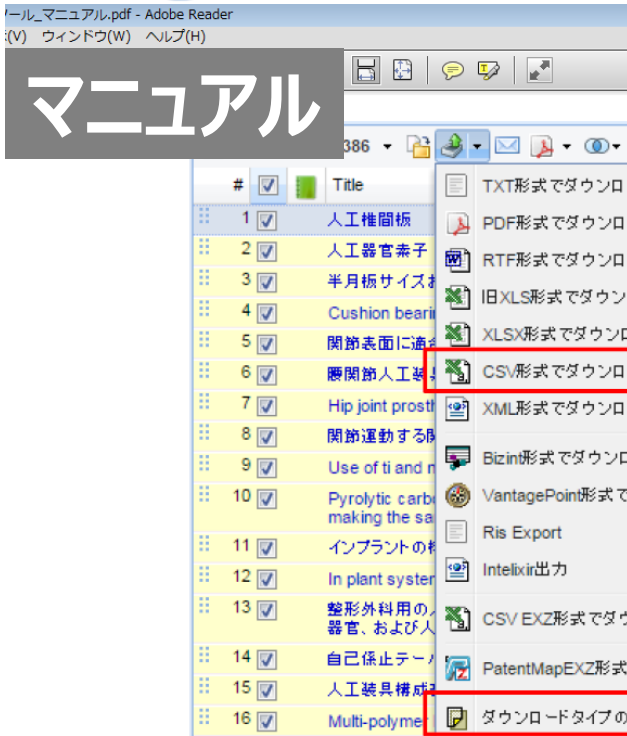 ール_マニュアル.pdf - Adobe Reader
(V) ウィンドウ(W) ヘルプ(H)
マニュアル
386
# Title
1 人工椎間板
2 人工器官素子
3 半月板サイズ
4 Cushion beari
5 関節表面に適
6 腰関節人工装
7 Hip joint prosth
8 関節運動する
9 Use of ti and
10 Pyrolytic carb
making the sa
11 インプラントの
12 In plant system
13 整形外科用の
器官、および人
14 自己係止テー
15 人工装具構成
16 Multi-polymer
TXT形式でダウンロ
PDF形式でダウンロ
RTF形式でダウンロ
旧XLS形式でダウン
XLSX形式でダウンロ
CSV形式でダウンロ
XML形式でダウンロ
Bizint形式でダウンロ
VantagePoint形式で
Ris Export
Intelixir出力
CSV EXZ形式でダウ
PatentMapEXZ形式
ダウンロードタイプの